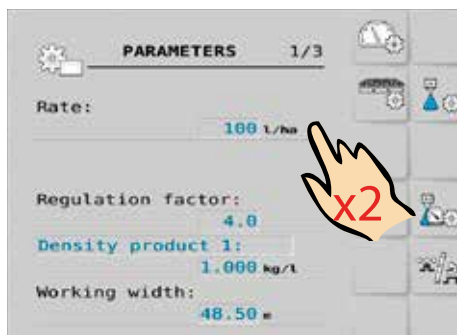 PARAMETERS 1/3
Rate:
100 l/ha
x2
Regulation factor:
4.0
Density product 1:
1.000 kg/l
Working width:
48.50 m